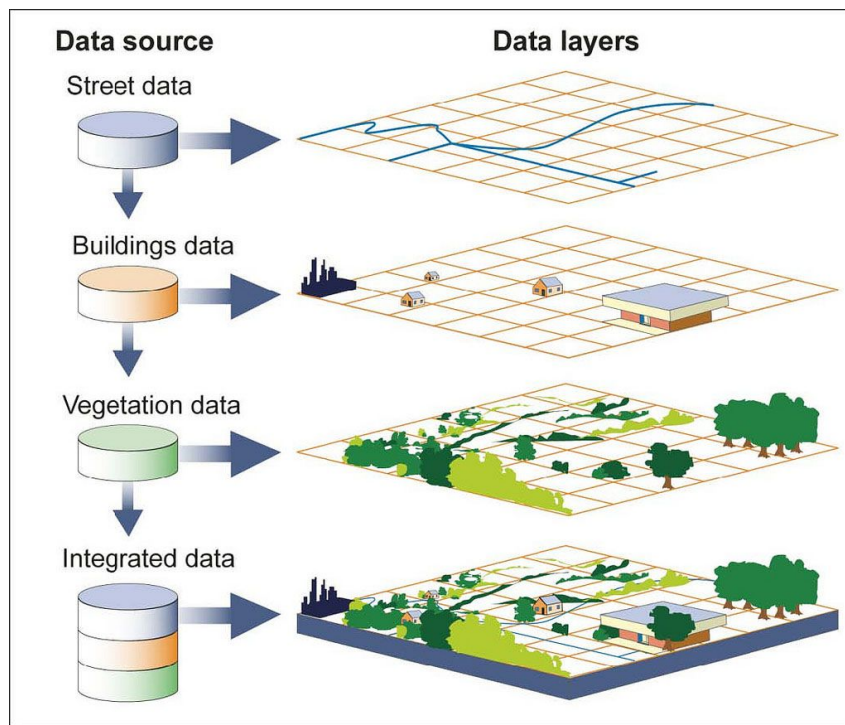 Data source
Data layers
Street data
Buildings data
Vegetation data
Integrated data